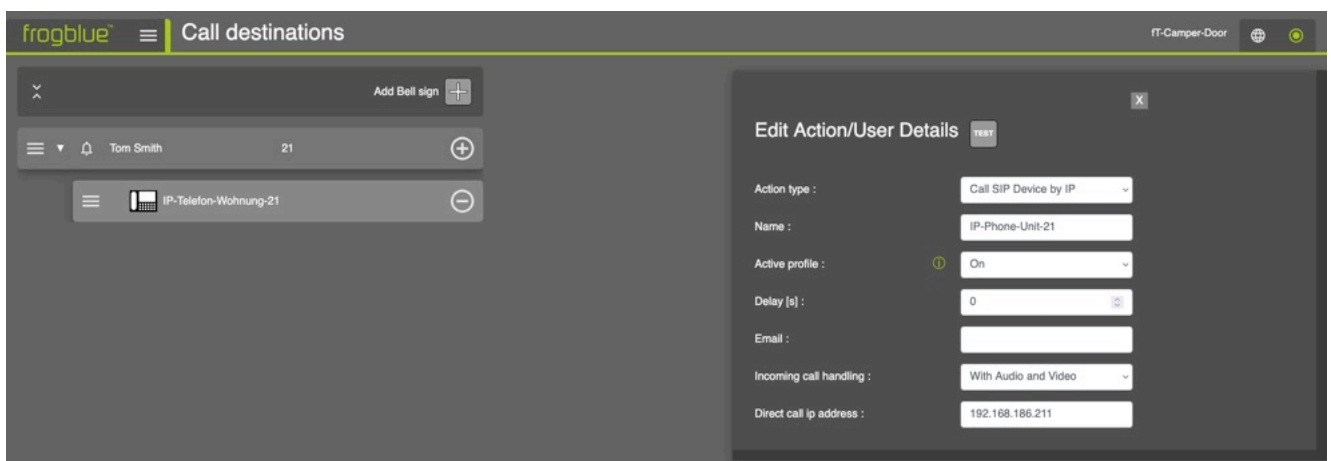 frogblue™ Call destinations fT-Camper-Door
Add Bell sign
Tom Smith 21
IP-Telefon-Wohnung-21
X
Edit Action/User Details TEST
Action type : Call SIP Device by IP
Name : IP-Phone-Unit-21
Active profile : On
Delay [s] : 0
Email :
Incoming call handling : With Audio and Video
Direct call ip address : 192.168.186.211